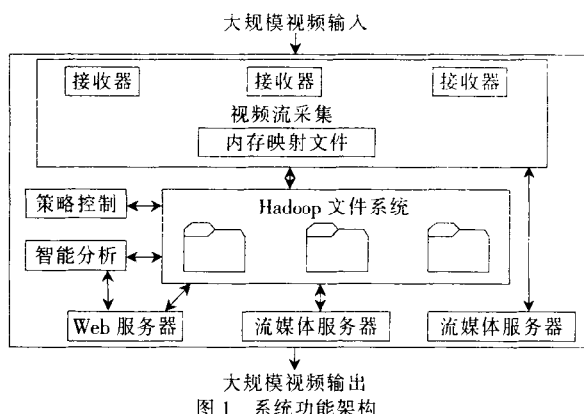 大规模视频输入
接收器 接收器 接收器
视频流采集
内存映射文件
策略控制
Hadoop 文件系统
智能分析
Web 服务器 流媒体服务器 流媒体服务器
大规模视频输出
图1 系统功能架构